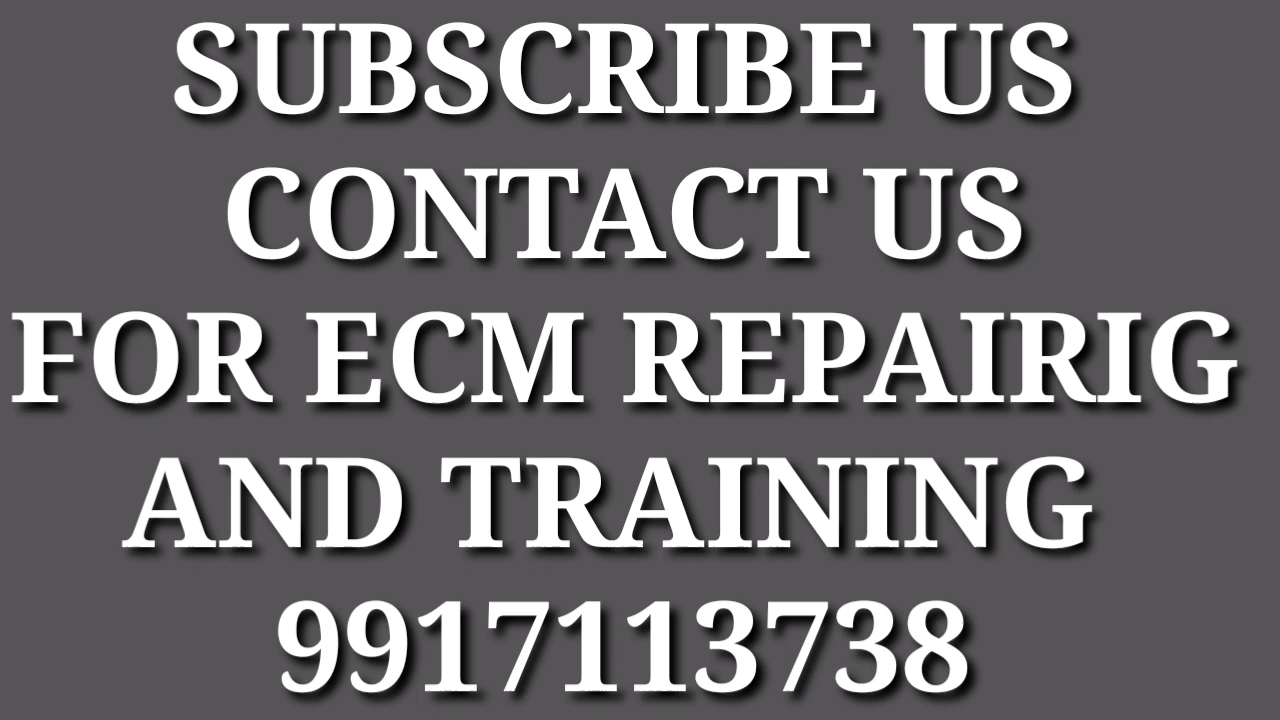 SUBSCRIBE US
CONTACT US
FOR ECM REPAIRIG
AND TRAINING
9917113738